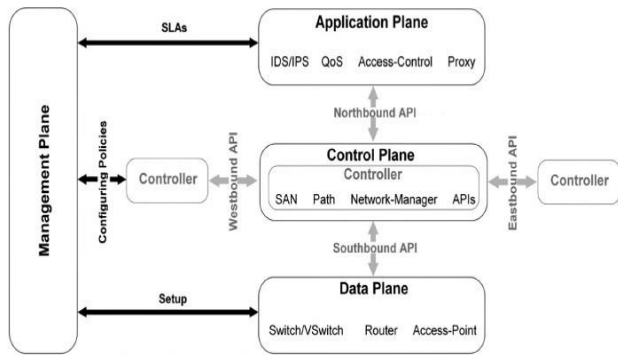 SLAs
Application Plane
IDS/IPS QoS Access-Control Proxy
Northbound API
Management Plane
Configuring Policies
Controller
Westbound API
Control Plane
Controller
SAN Path Network-Manager APIs
Eastbound API
Controller
Southbound API
Setup
Data Plane
Switch/VSwitch Router Access-Point